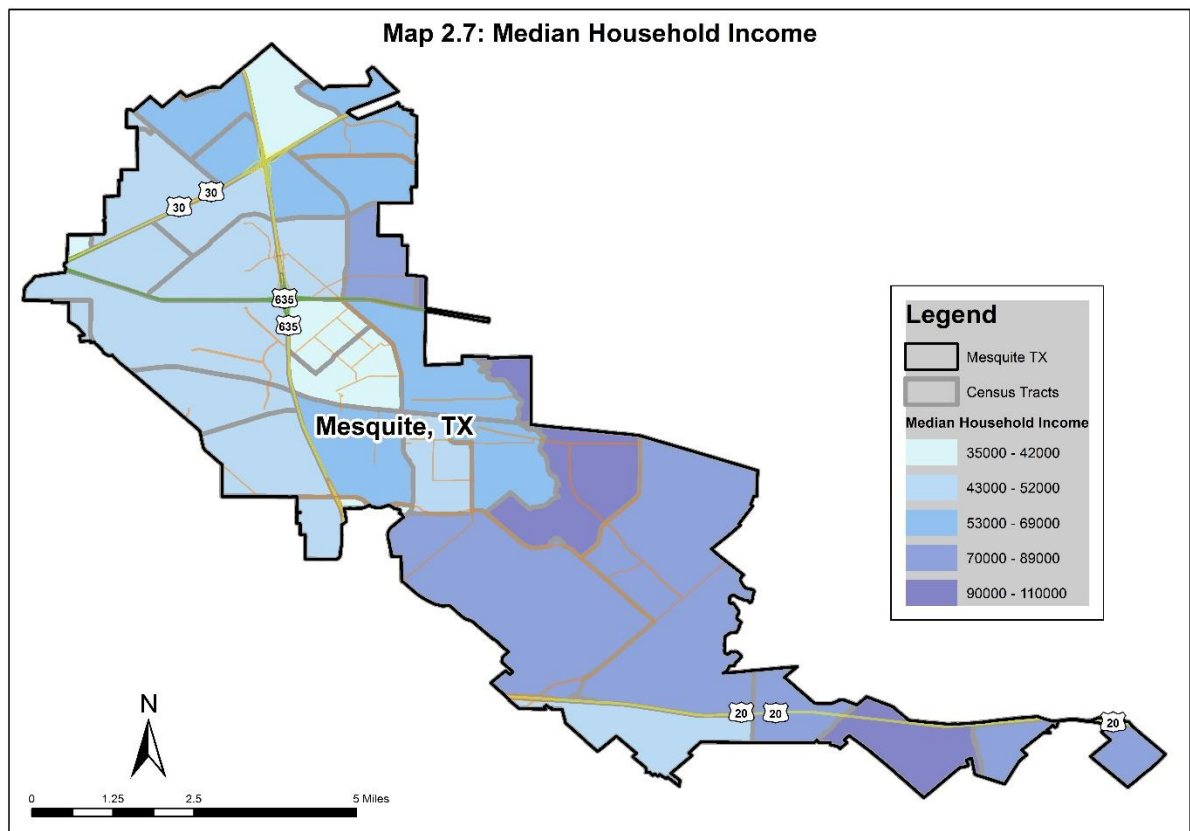 Map 2.7: Median Household Income
30
30
635
635
Mesquite, TX
Legend
Mesquite TX
Census Tracts
Median Household Income
35000 - 42000
43000 - 52000
53000 - 69000
70000 - 89000
90000 - 110000
20
20
20
N
0 1.25 2.5 5 Miles